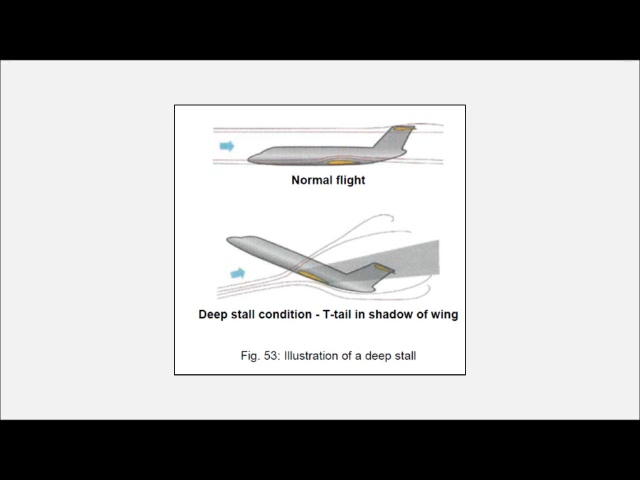 Normal flight
Deep stall condition - T-tail in shadow of wing
Fig. 53: Illustration of a deep stall